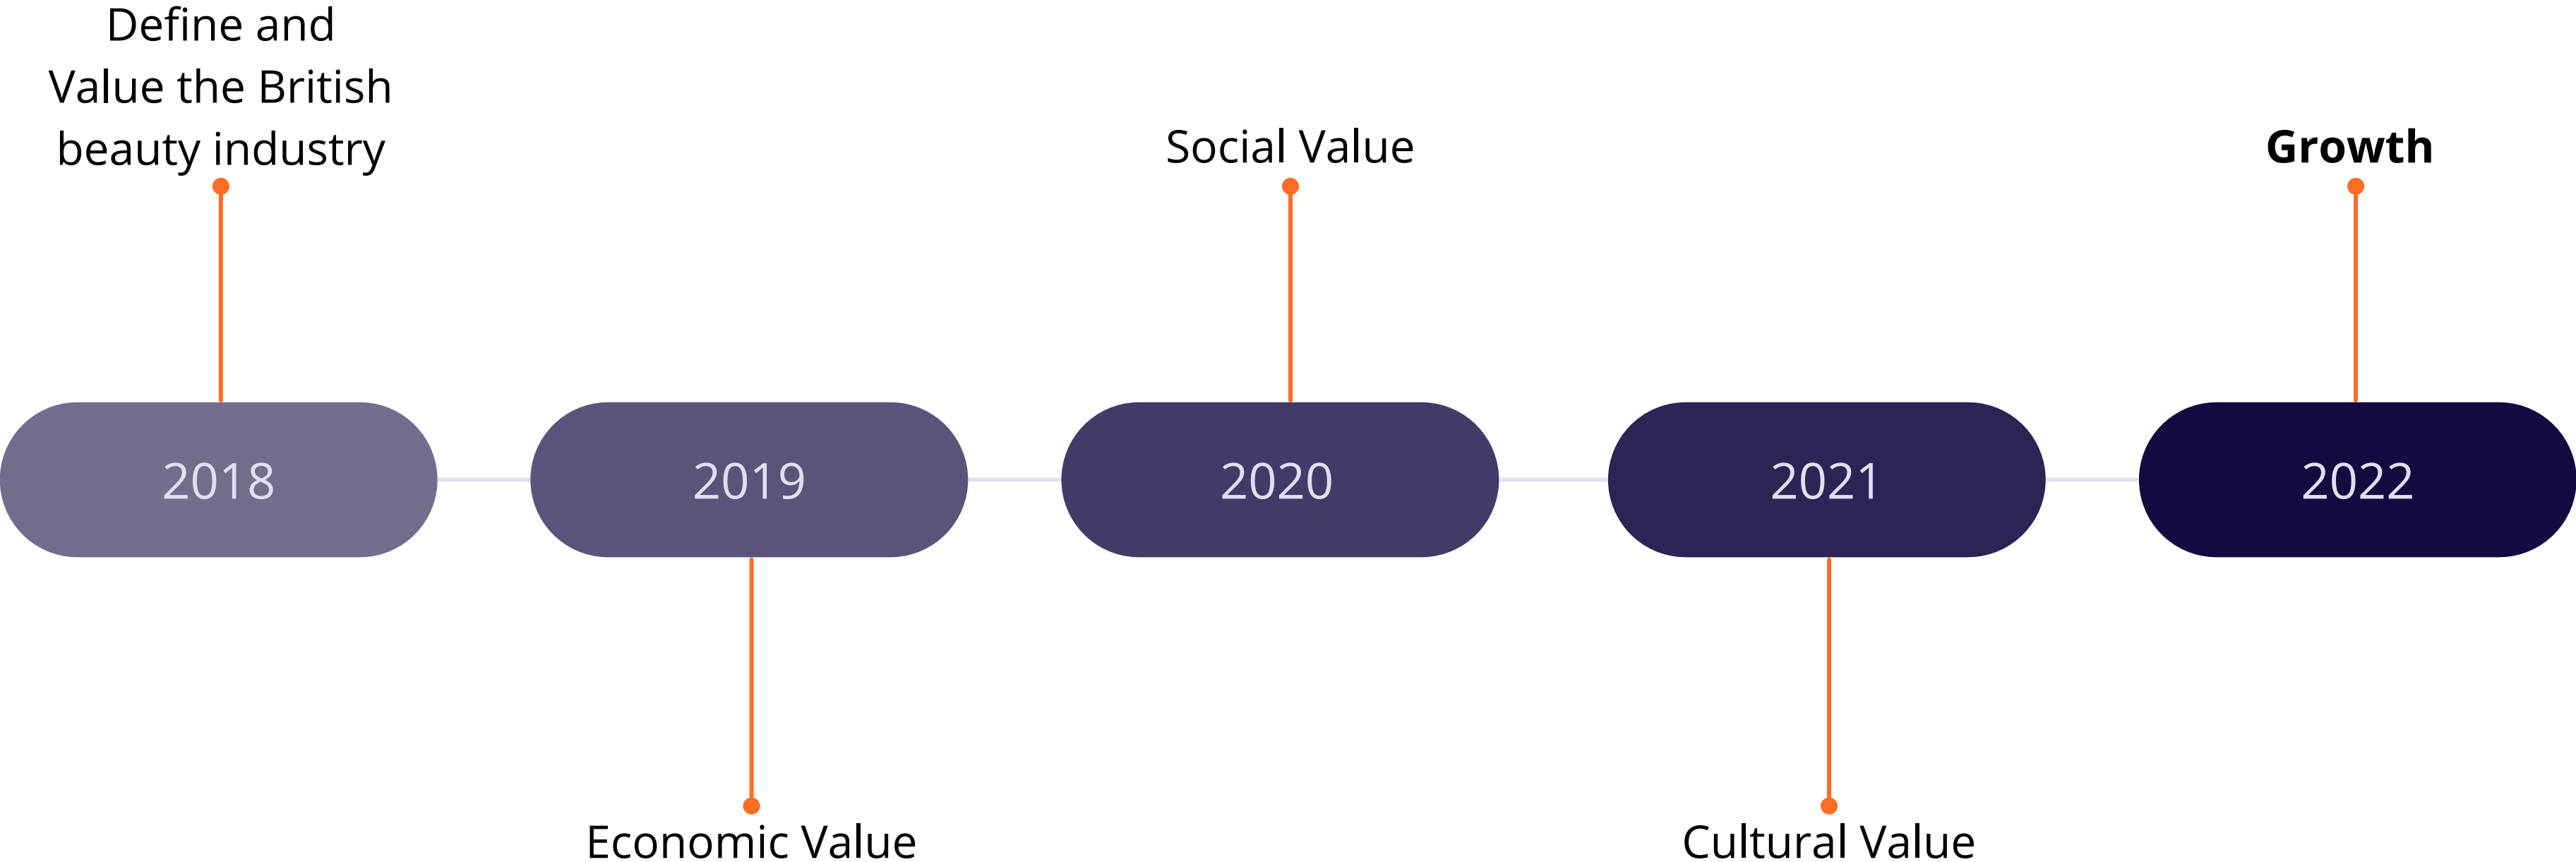 Define and
Value the British
beauty industry
Social Value
Growth
2018
2019
2020
2021
2022
Economic Value
Cultural Value